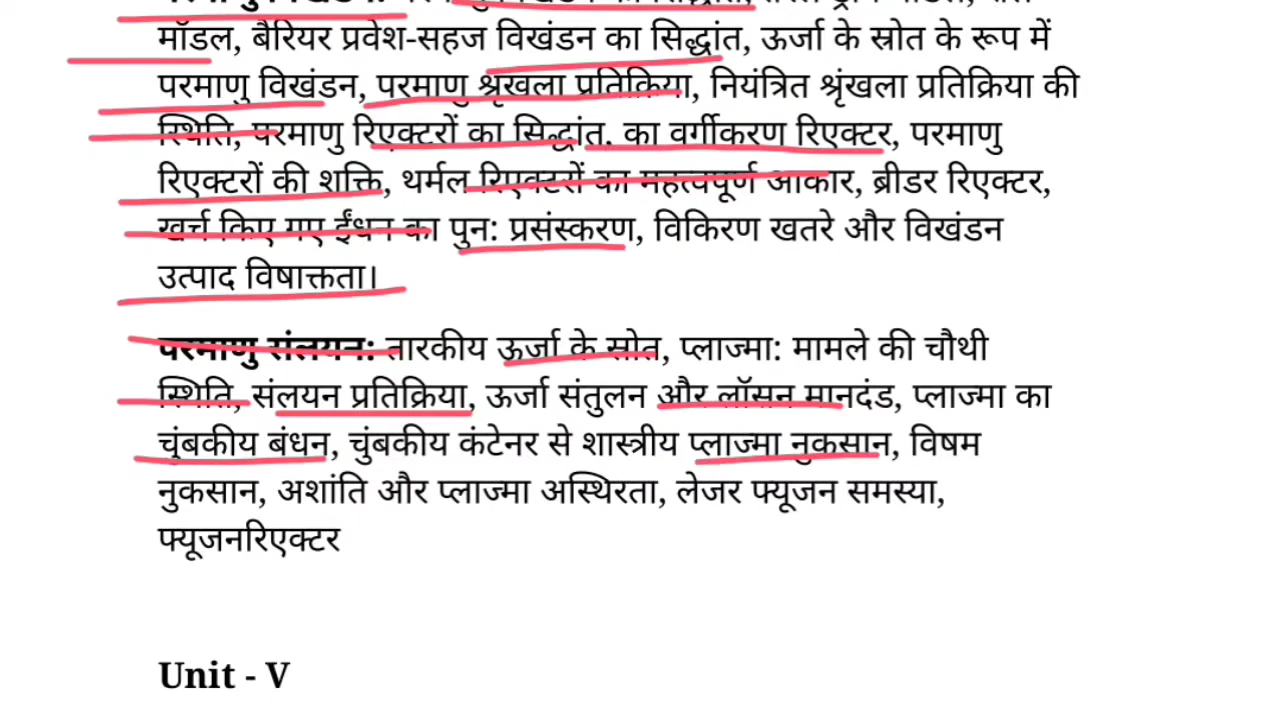 मॉडल, बैरियर प्रवेश-सहज विखंडन का सिद्धांत, ऊर्जा के स्रोत के रूप में
परमाणु विखंडन, परमाणु श्रृंखला प्रतिक्रिया, नियंत्रित श्रृंखला प्रतिक्रिया की
स्थिति, परमाणु रिएक्टरों का सिद्धांत, का वर्गीकरण रिएक्टर, परमाणु
रिएक्टरों की शक्ति, थर्मल रिएक्टरों का महत्वपूर्ण आकार, ब्रीडर रिएक्टर,
खर्च किए गए ईंधन का पुन: प्रसंस्करण, विकिरण खतरे और विखंडन
उत्पाद विषाक्तता।
परमाणु संलयन: तारकीय ऊर्जा के स्रोत, प्लाज्मा: मामले की चौथी
स्थिति, संलयन प्रतिक्रिया, ऊर्जा संतुलन और लॉसन मानदंड, प्लाज्मा का
चुंबकीय बंधन, चुंबकीय कंटेनर से शास्त्रीय प्लाज्मा नुकसान, विषम
नुकसान, अशांति और प्लाज्मा अस्थिरता, लेजर फ्यूजन समस्या,
फ्यूजनरिएक्टर
Unit - V